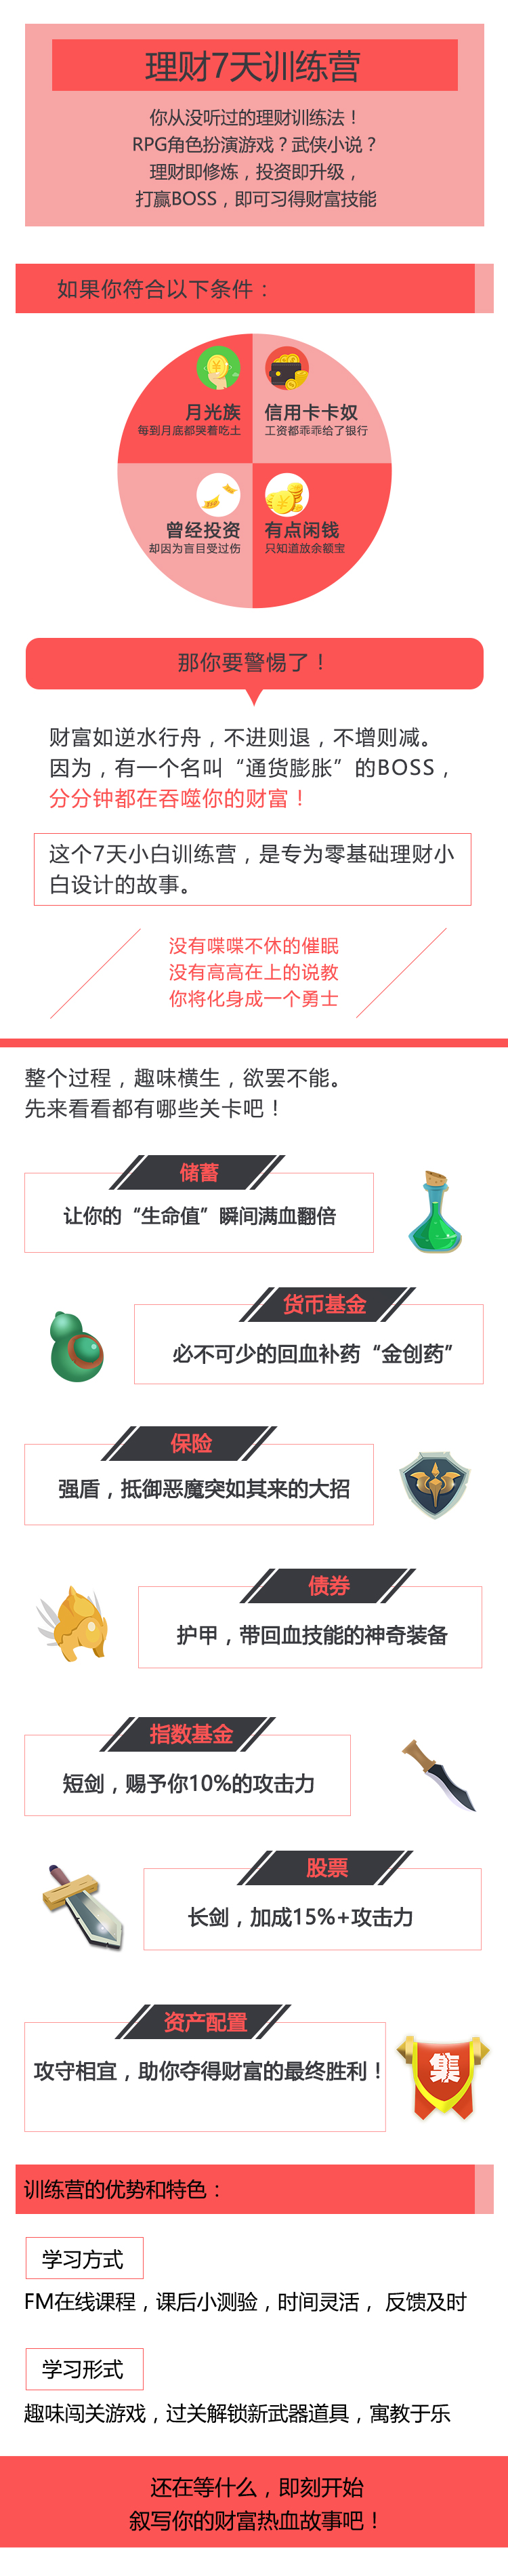 理财7天训练营
你从没听过的理财训练法！
RPG角色扮演游戏？武侠小说？
理财即修炼，投资即升级，
打赢BOSS，即可习得财富技能
如果你符合以下条件：
月光族
每到月底都哭着吃土
信用卡卡奴
工资都乖乖给了银行
曾经投资
却因为盲目受过伤
有点闲钱
只知道放余额宝
那你要警惕了！
财富如逆水行舟，不进则退，不增则减。
因为，有一个名叫“通货膨胀”的BOSS，
分分钟都在吞噬你的财富！
这个7天小白训练营，是专为零基础理财小
白设计的故事。
没有喋喋不休的催眠
没有高高在上的说教
你将化身成一个勇士
整个过程，趣味横生，欲罢不能。
先来看看都有哪些关卡吧！
储蓄
让你的“生命值”瞬间满血翻倍
货币基金
必不可少的回血补药“金创药”
保险
强盾，抵御恶魔突如其来的大招
债券
护甲，带回血技能的神奇装备
指数基金
短剑，赐予你10%的攻击力
股票
长剑，加成15%+攻击力
资产配置
攻守相宜，助你夺得财富的最终胜利！
集
训练营的优势和特色：
学习方式
FM在线课程，课后小测验，时间灵活， 反馈及时
学习形式
趣味闯关游戏，过关解锁新武器道具，寓教于乐
还在等什么，即刻开始
叙写你的财富热血故事吧！